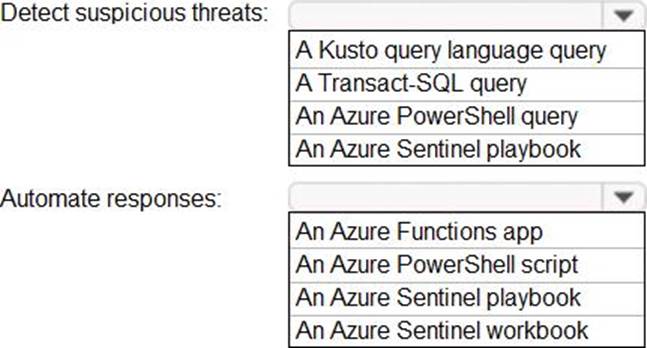 Detect suspicious threats:
A Kusto query language query
A Transact-SQL query
An Azure PowerShell query
An Azure Sentinel playbook
Automate responses:
An Azure Functions app
An Azure PowerShell script
An Azure Sentinel playbook
An Azure Sentinel workbook